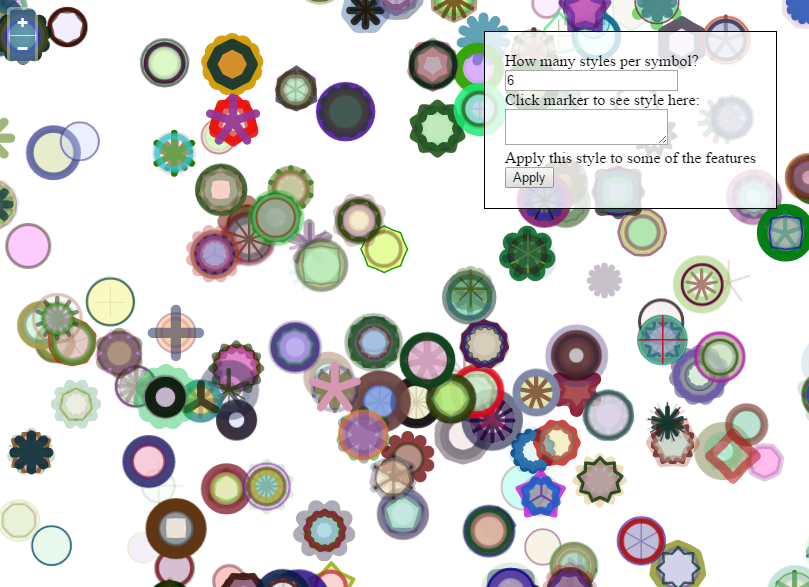 +
−
How many styles per symbol?
6
Click marker to see style here:
Apply this style to some of the features
Apply